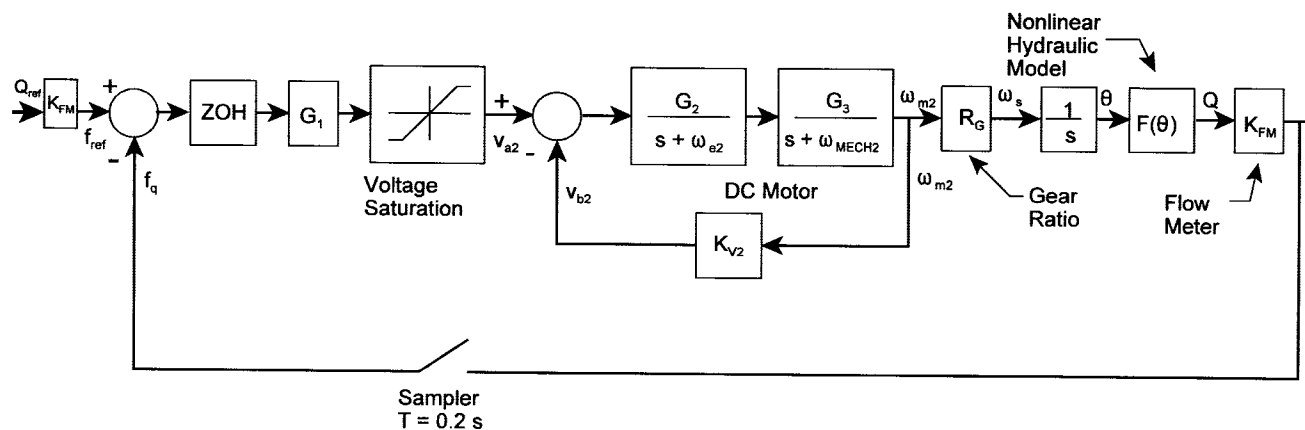 Nonlinear
Hydraulic
Model
Q_ref
K_FM
+
f_ref
-
f_q
ZOH
G_1
Voltage
Saturation
+
v_a2
-
v_b2
G_2
s + ω_e2
G_3
s + ω_MECH2
DC Motor
K_V2
ω_m2
ω_m2
R_G
Gear
Ratio
ω_s
1
s
θ
F(θ)
Q
K_FM
Flow
Meter
Sampler
T = 0.2 s